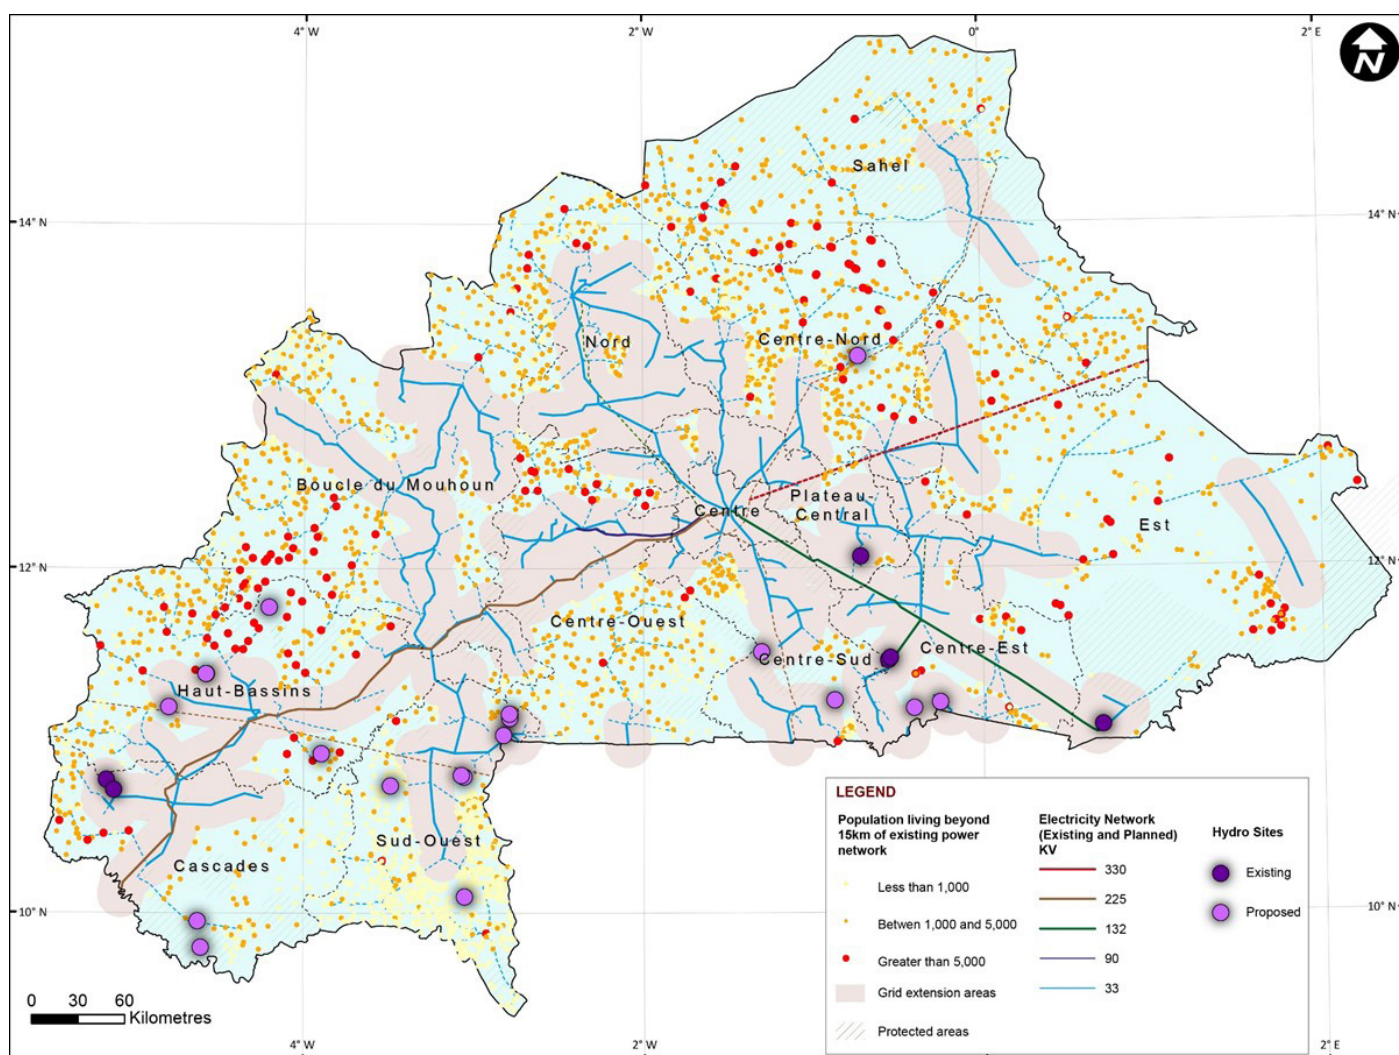 4° W
2° W
0°
2° E
N
Sahel
14° N
14° N
Nord
Centre-Nord
Boucle du Mouhoun
Centre
Plateau-
Central
Est
12° N
12° N
Centre-Ouest
Centre-Sud
Centre-Est
Haut-Bassins
Sud-Ouest
Cascades
10° N
10° N
LEGEND
Population living beyond
15km of existing power
network
Less than 1,000
Betwen 1,000 and 5,000
Greater than 5,000
Grid extension areas
Protected areas
Electricity Network
(Existing and Planned)
KV
330
225
132
90
33
Hydro Sites
Existing
Proposed
0 30 60
Kilometres
4° W
2° W
0°
2° E